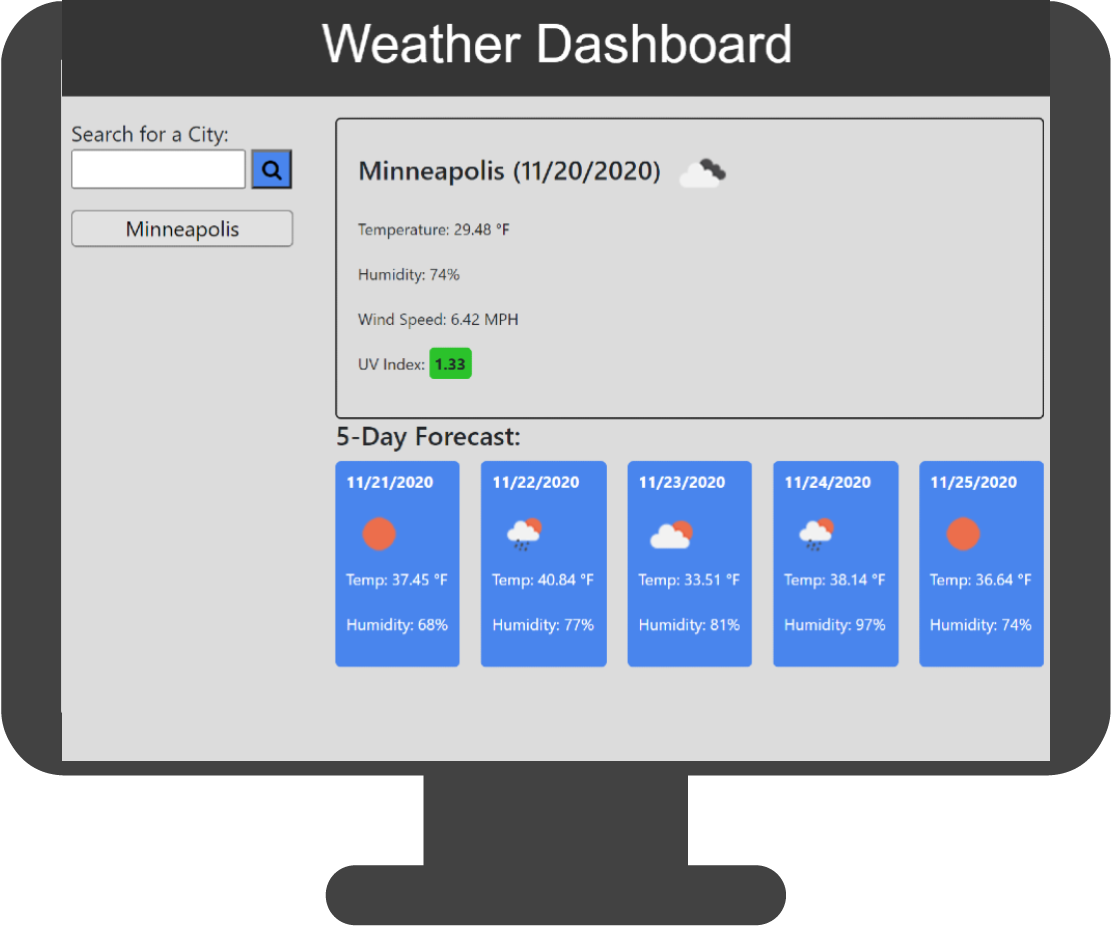 Weather Dashboard
Search for a City:
Minneapolis
Minneapolis (11/20/2020)
Temperature: 29.48 °F
Humidity: 74%
Wind Speed: 6.42 MPH
UV Index: 1.33
5-Day Forecast:
11/21/2020
Temp: 37.45 °F
Humidity: 68%
11/22/2020
Temp: 40.84 °F
Humidity: 77%
11/23/2020
Temp: 33.51 °F
Humidity: 81%
11/24/2020
Temp: 38.14 °F
Humidity: 97%
11/25/2020
Temp: 36.64 °F
Humidity: 74%